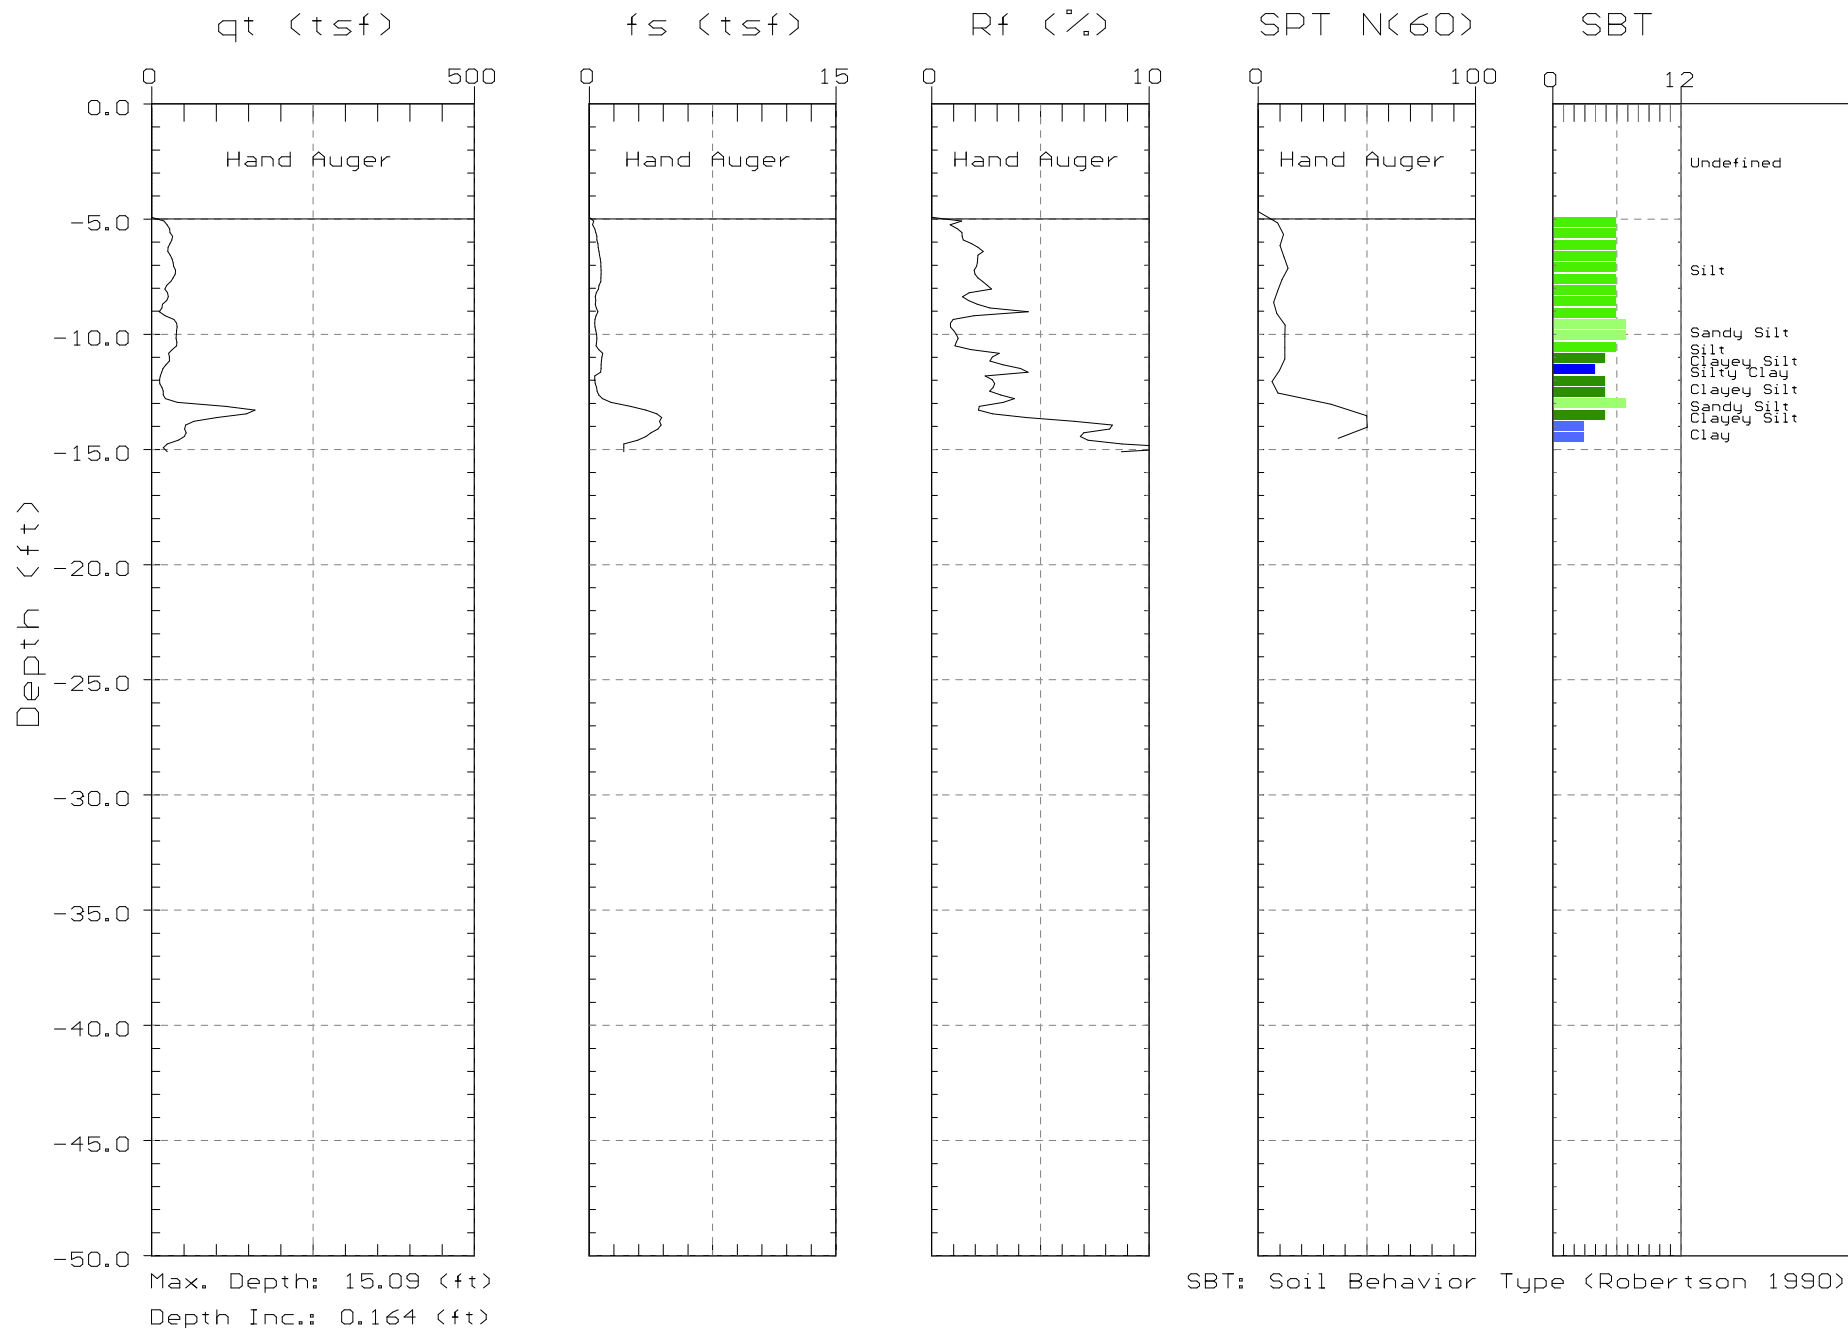 qt (tsf) fs (tsf) Rf (%) SPT N(60) SBT
0 500 0 15 0 10 0 100 0 12
0.0
Hand Auger Hand Auger Hand Auger Hand Auger
Undefined
-5.0
Silt
-10.0
Sandy Silt
Silt
Clayey Silt
Silty Clay
Clayey Silt
Sandy Silt
Clayey Silt
Clay
-15.0
-20.0
-25.0
-30.0
-35.0
-40.0
-45.0
-50.0
Depth (ft)
Max. Depth: 15.09 (ft)
Depth Inc.: 0.164 (ft)
SBT: Soil Behavior Type (Robertson 1990)